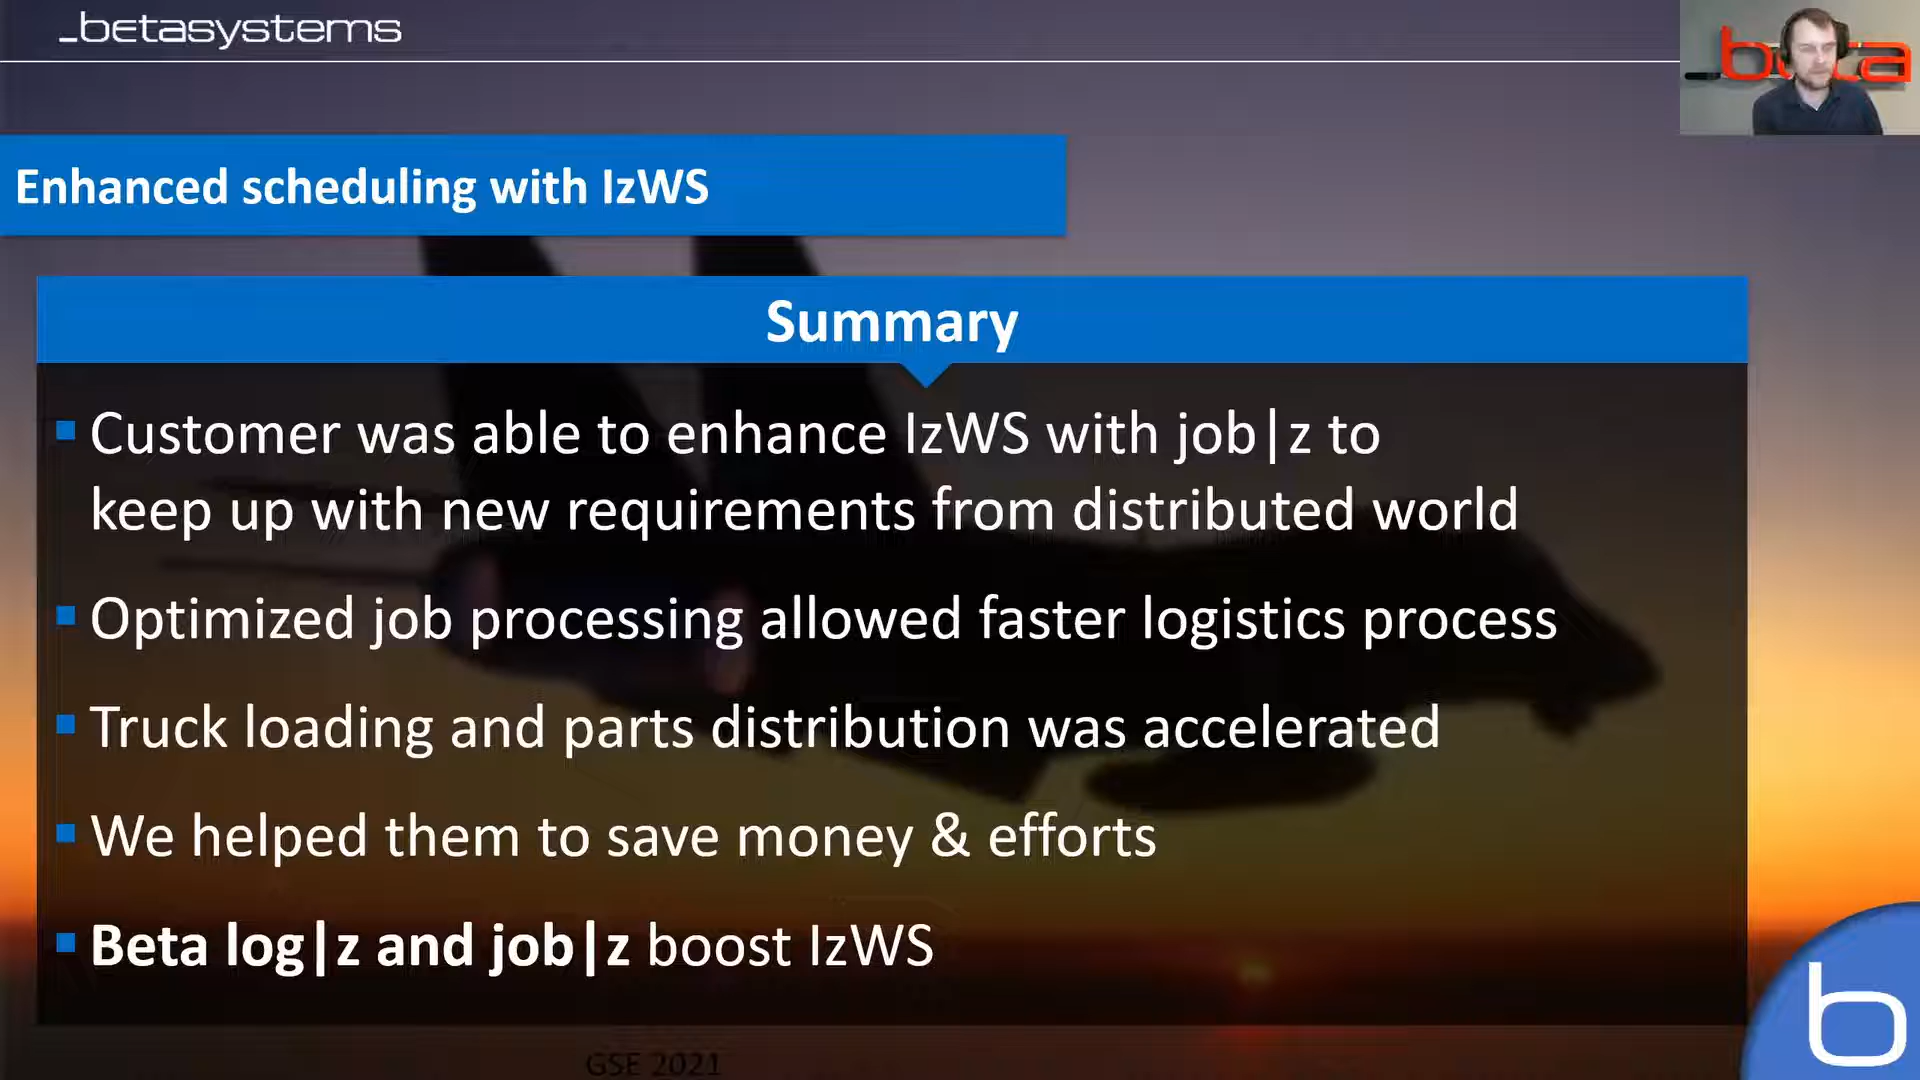 _betasystems
beta
Enhanced scheduling with IzWS
Summary
Customer was able to enhance IzWS with job|z to
keep up with new requirements from distributed world
Optimized job processing allowed faster logistics process
Truck loading and parts distribution was accelerated
We helped them to save money & efforts
Beta log|z and job|z boost IzWS
GSE 2021
b